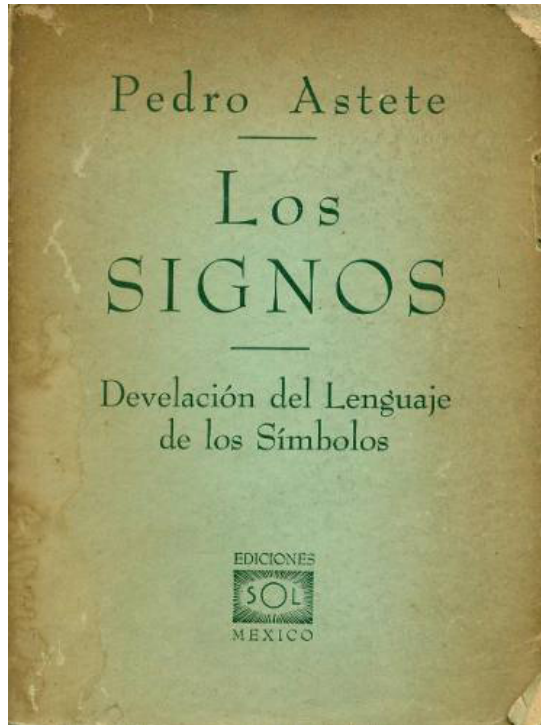 Pedro Astete
Los
SIGNOS
Develación del Lenguaje
de los Símbolos
EDICIONES
SOL
MEXICO